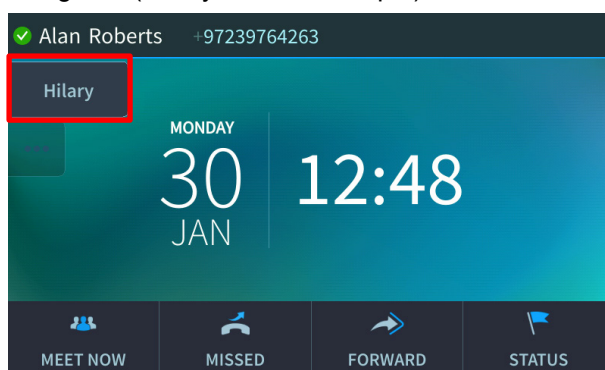 Alan Roberts +97239764263
Hilary
...
MONDAY
30
JAN
12:48
MEET NOW MISSED FORWARD STATUS